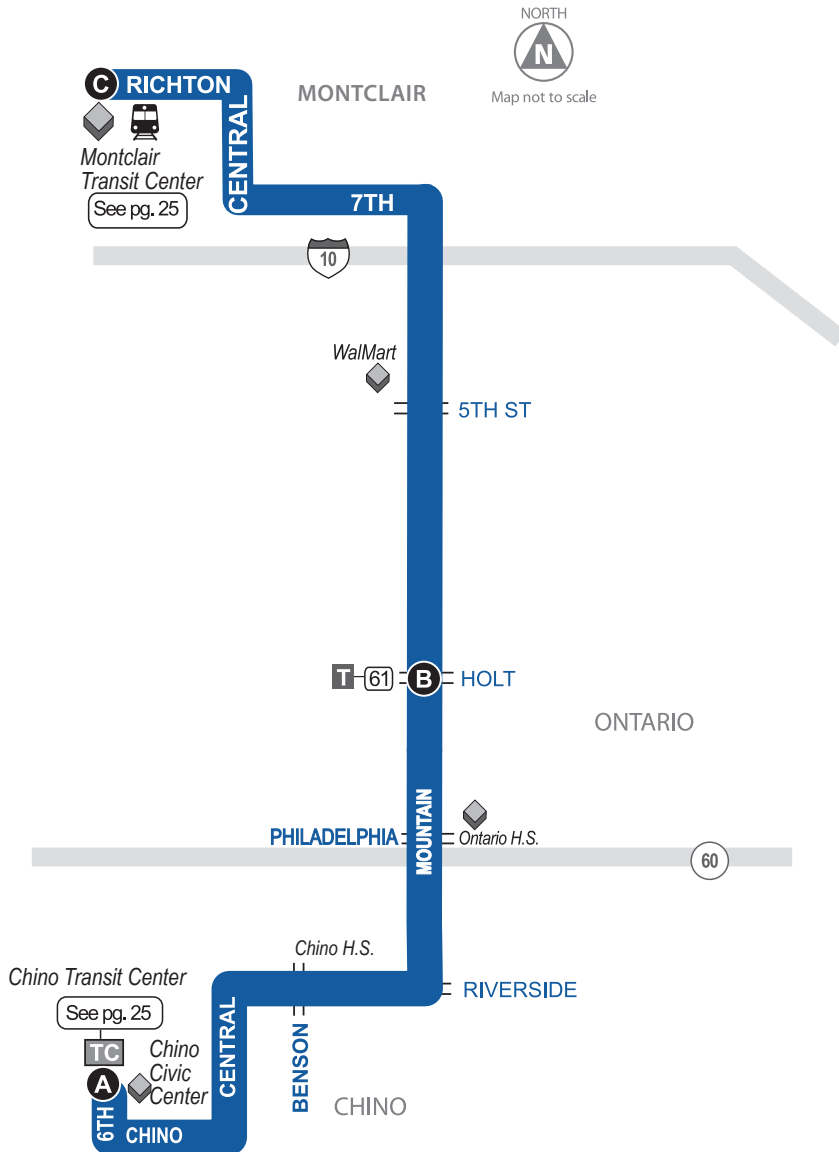 NORTH
N
Map not to scale
C RICHTON
MONTCLAIR
CENTRAL
Montclair
Transit Center
See pg. 25
7TH
10
WalMart
5TH ST
T 61 B HOLT
ONTARIO
MOUNTAIN
PHILADELPHIA
Ontario H.S.
60
Chino H.S.
Chino Transit Center
RIVERSIDE
See pg. 25
TC
Chino
Civic
Center
A
CENTRAL
BENSON
6TH
CHINO
CHINO